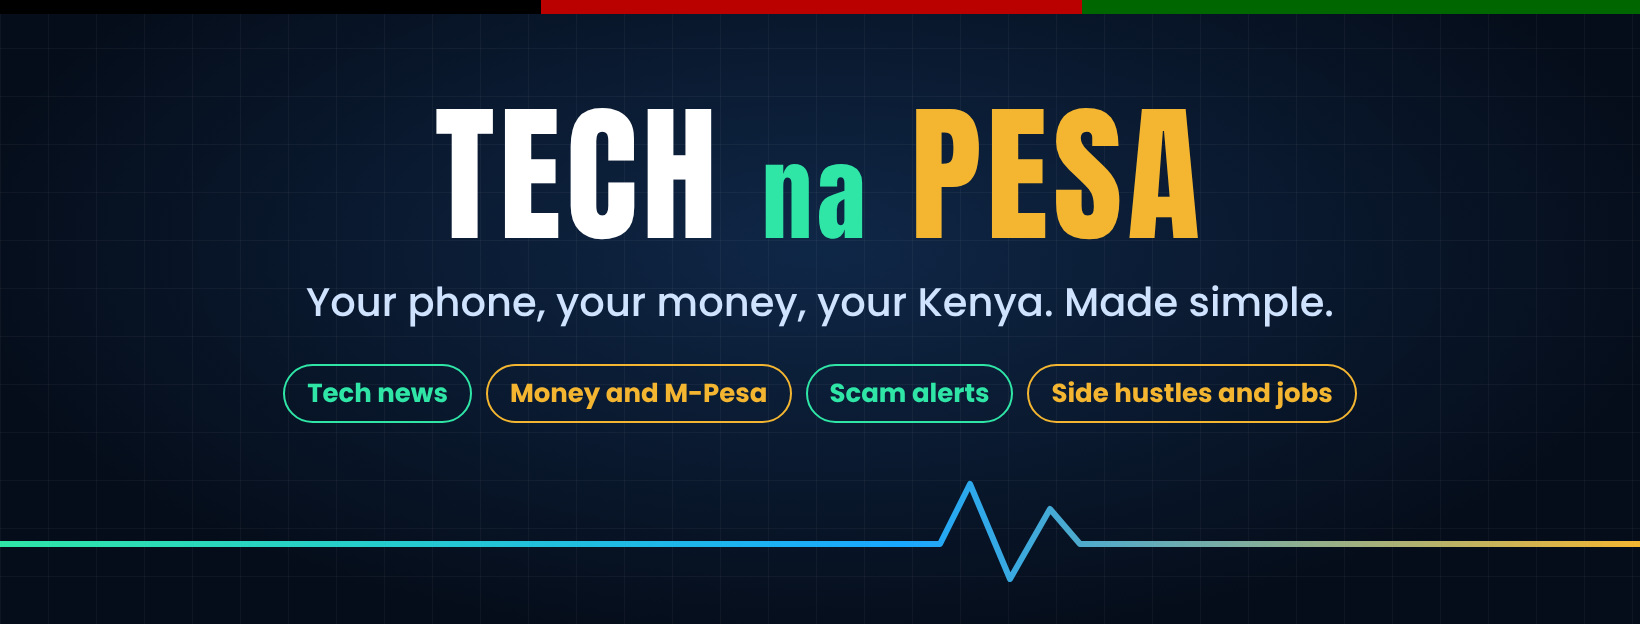 TECH na PESA
Your phone, your money, your Kenya. Made simple.
Tech news Money and M-Pesa Scam alerts Side hustles and jobs